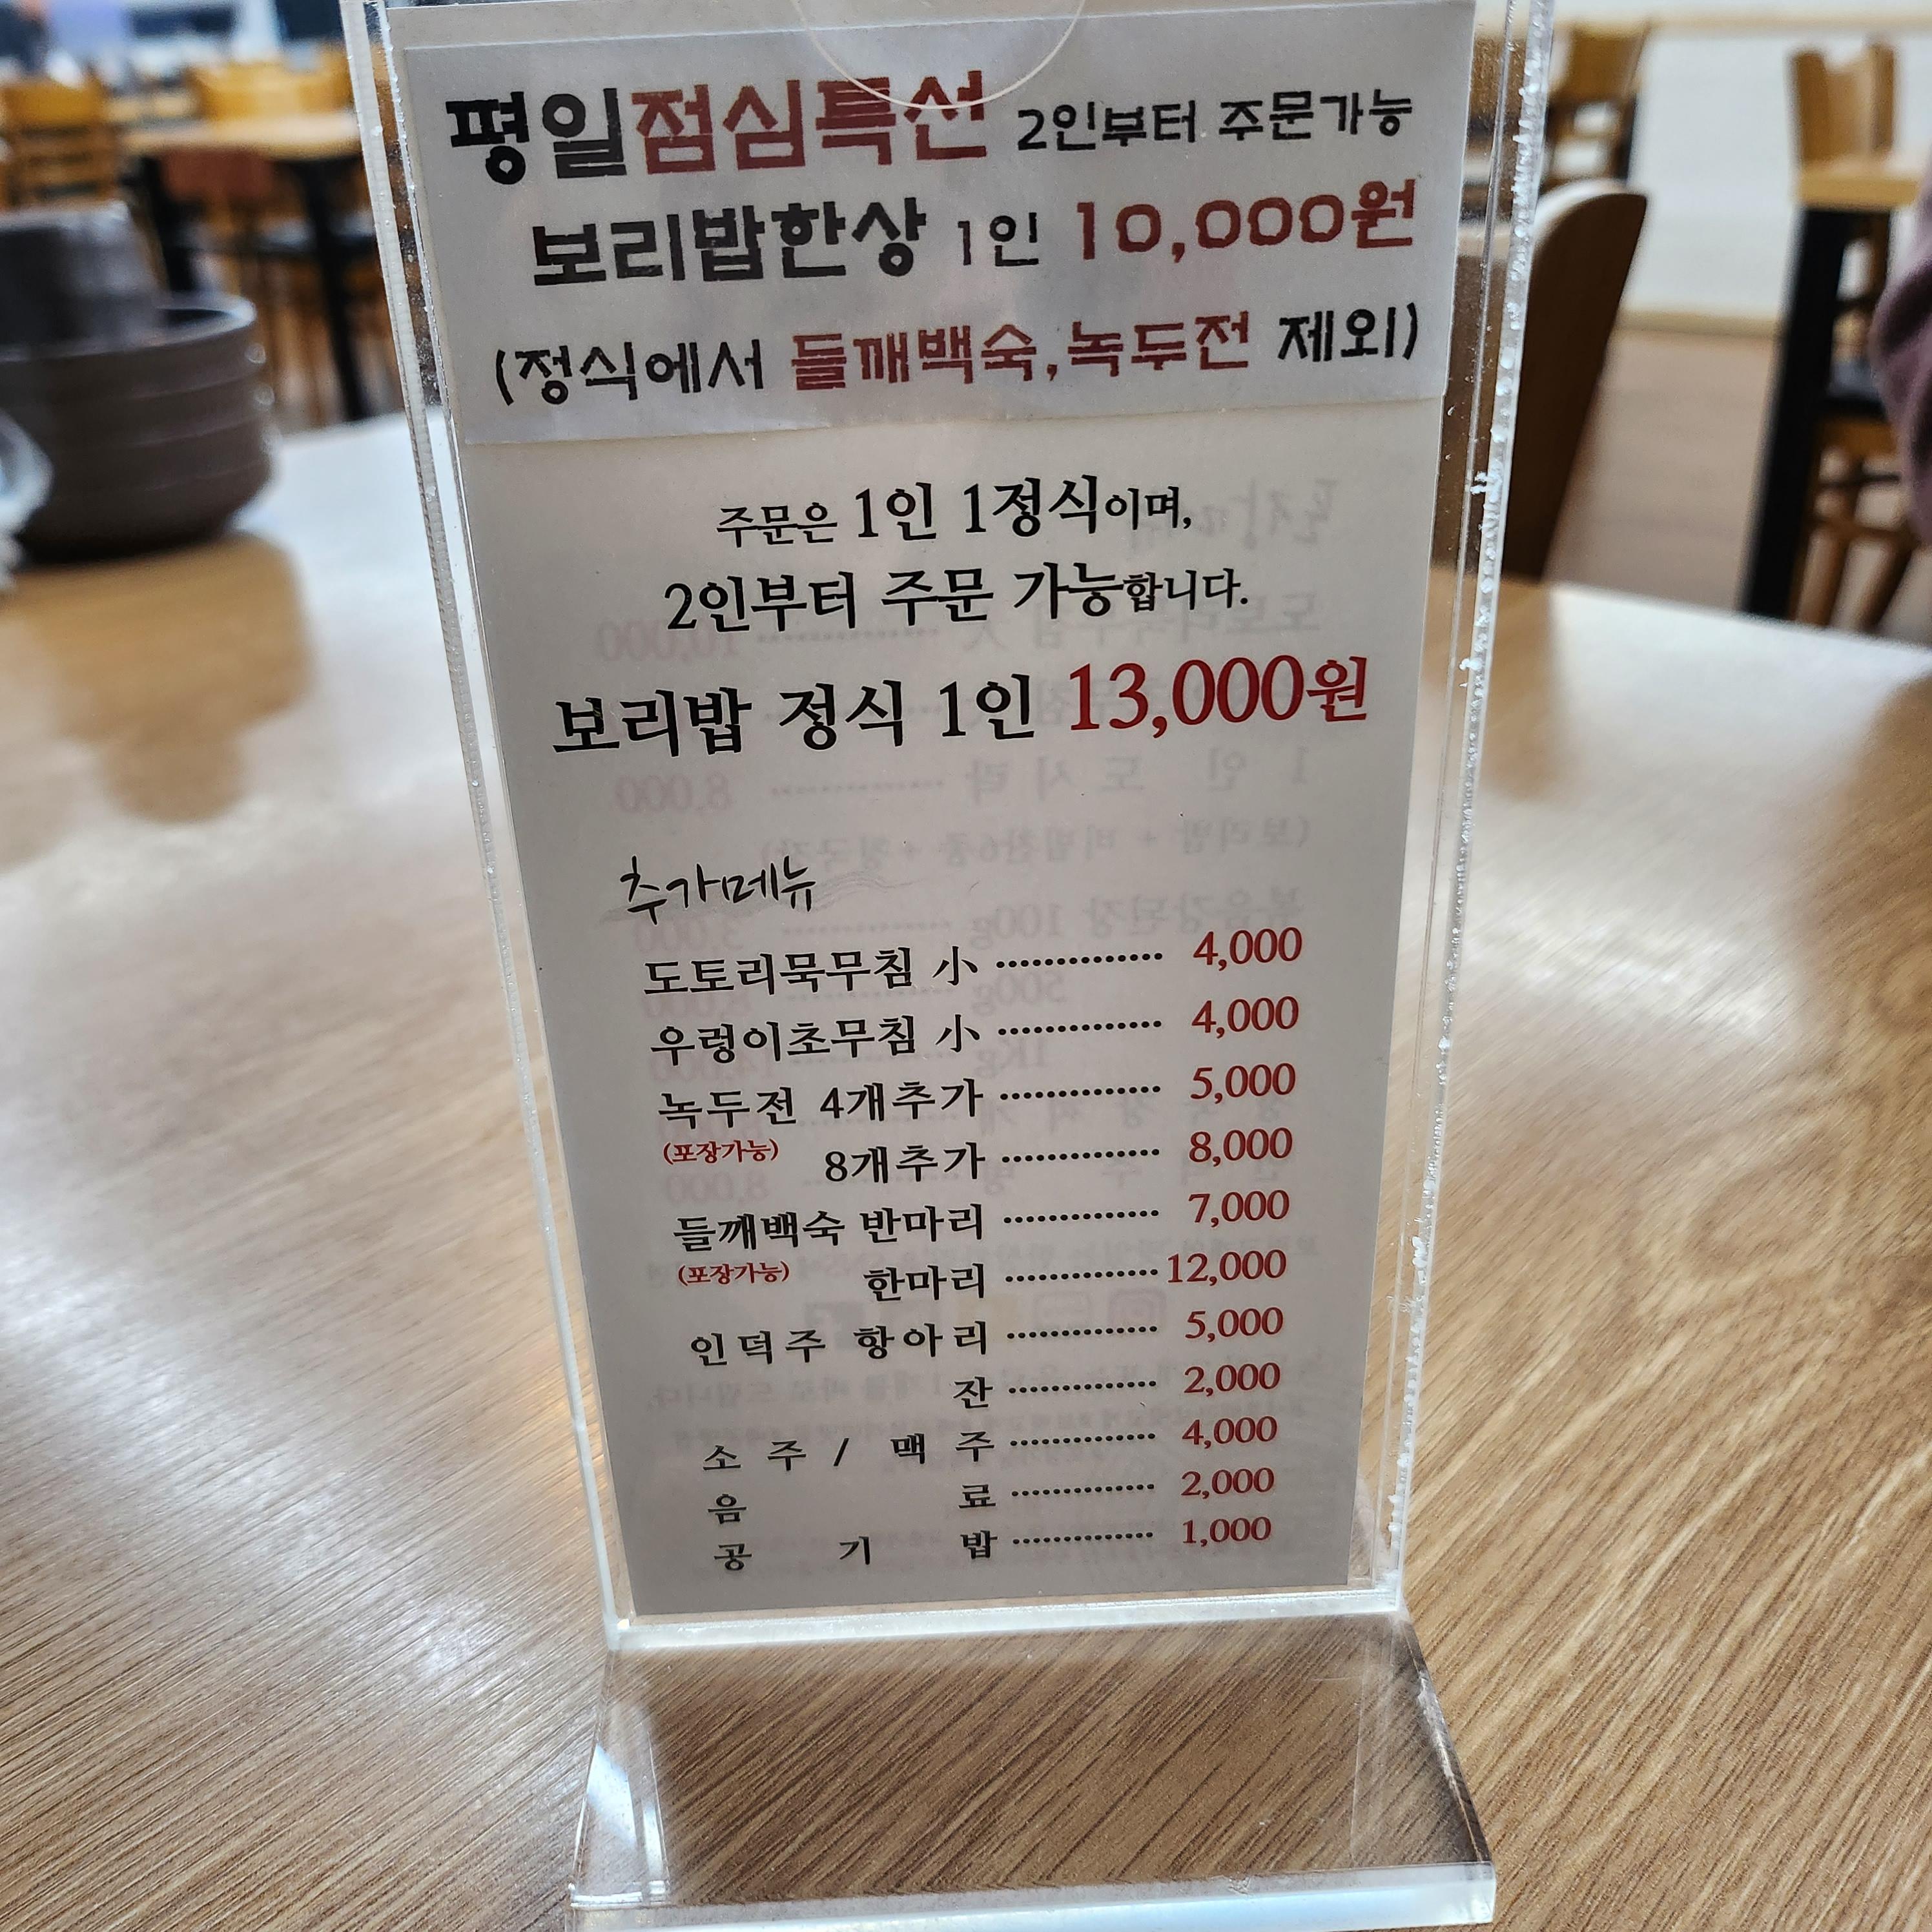 평일점심특선 2인부터 주문가능
보리밥한상 1인 10,000원
(정식에서 들깨백숙,녹두전 제외)
주문은 1인 1정식이며,
2인부터 주문 가능합니다.
보리밥 정식 1인 13,000원
추가메뉴
도토리묵무침 小 ·············· 4,000
우렁이초무침 小 ·············· 4,000
녹두전 4개추가 ·············· 5,000
(포장가능) 8개추가 ·············· 8,000
들깨백숙 반마리 ·············· 7,000
(포장가능) 한마리 ·············· 12,000
인덕주 항아리 ·············· 5,000
잔 ·············· 2,000
소 주 / 맥 주 ·············· 4,000
음 료 ·············· 2,000
공 기 밥 ·············· 1,000